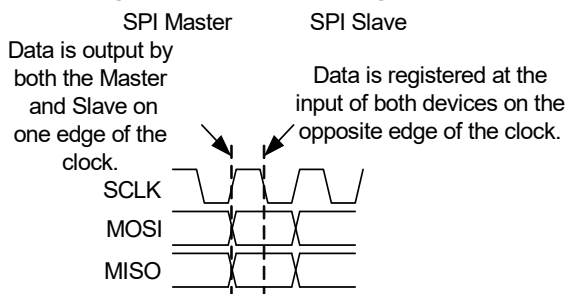 SPI Master SPI Slave
Data is output by
both the Master
and Slave on
one edge of the
clock.
Data is registered at the
input of both devices on the
opposite edge of the clock.
SCLK
MOSI
MISO